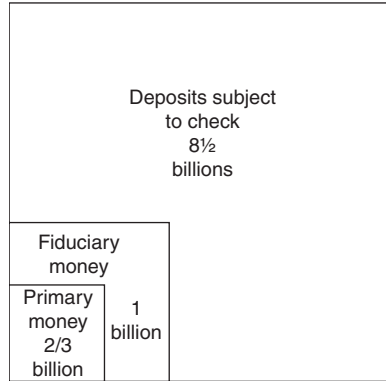 Deposits subject
to check
8½
billions
Fiduciary
money
Primary
money
2/3
billion
1
billion